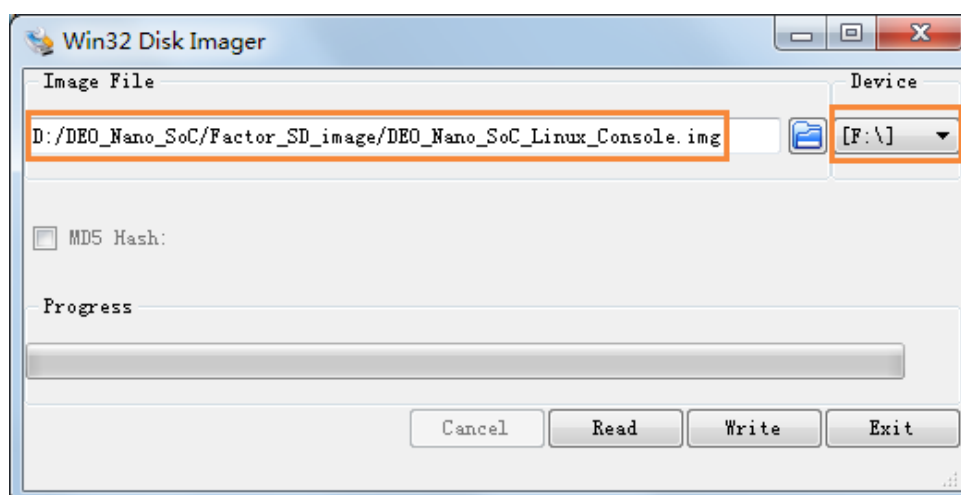 Win32 Disk Imager
Image File
Device
D:/DE0_Nano_SoC/Factor_SD_image/DE0_Nano_SoC_Linux_Console.img
[F:\]
MD5 Hash:
Progress
Cancel Read Write Exit